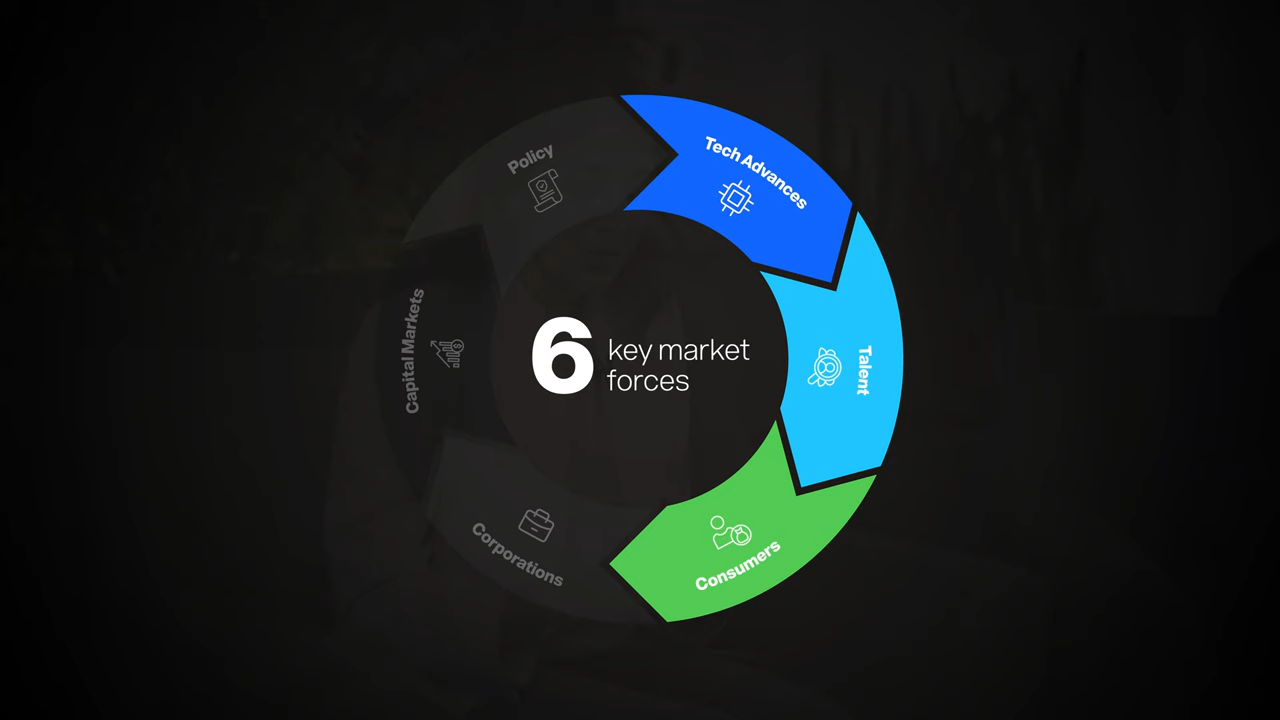 6 key market
forces
Tech Advances
Talent
Consumers
Corporations
Capital Markets
Policy